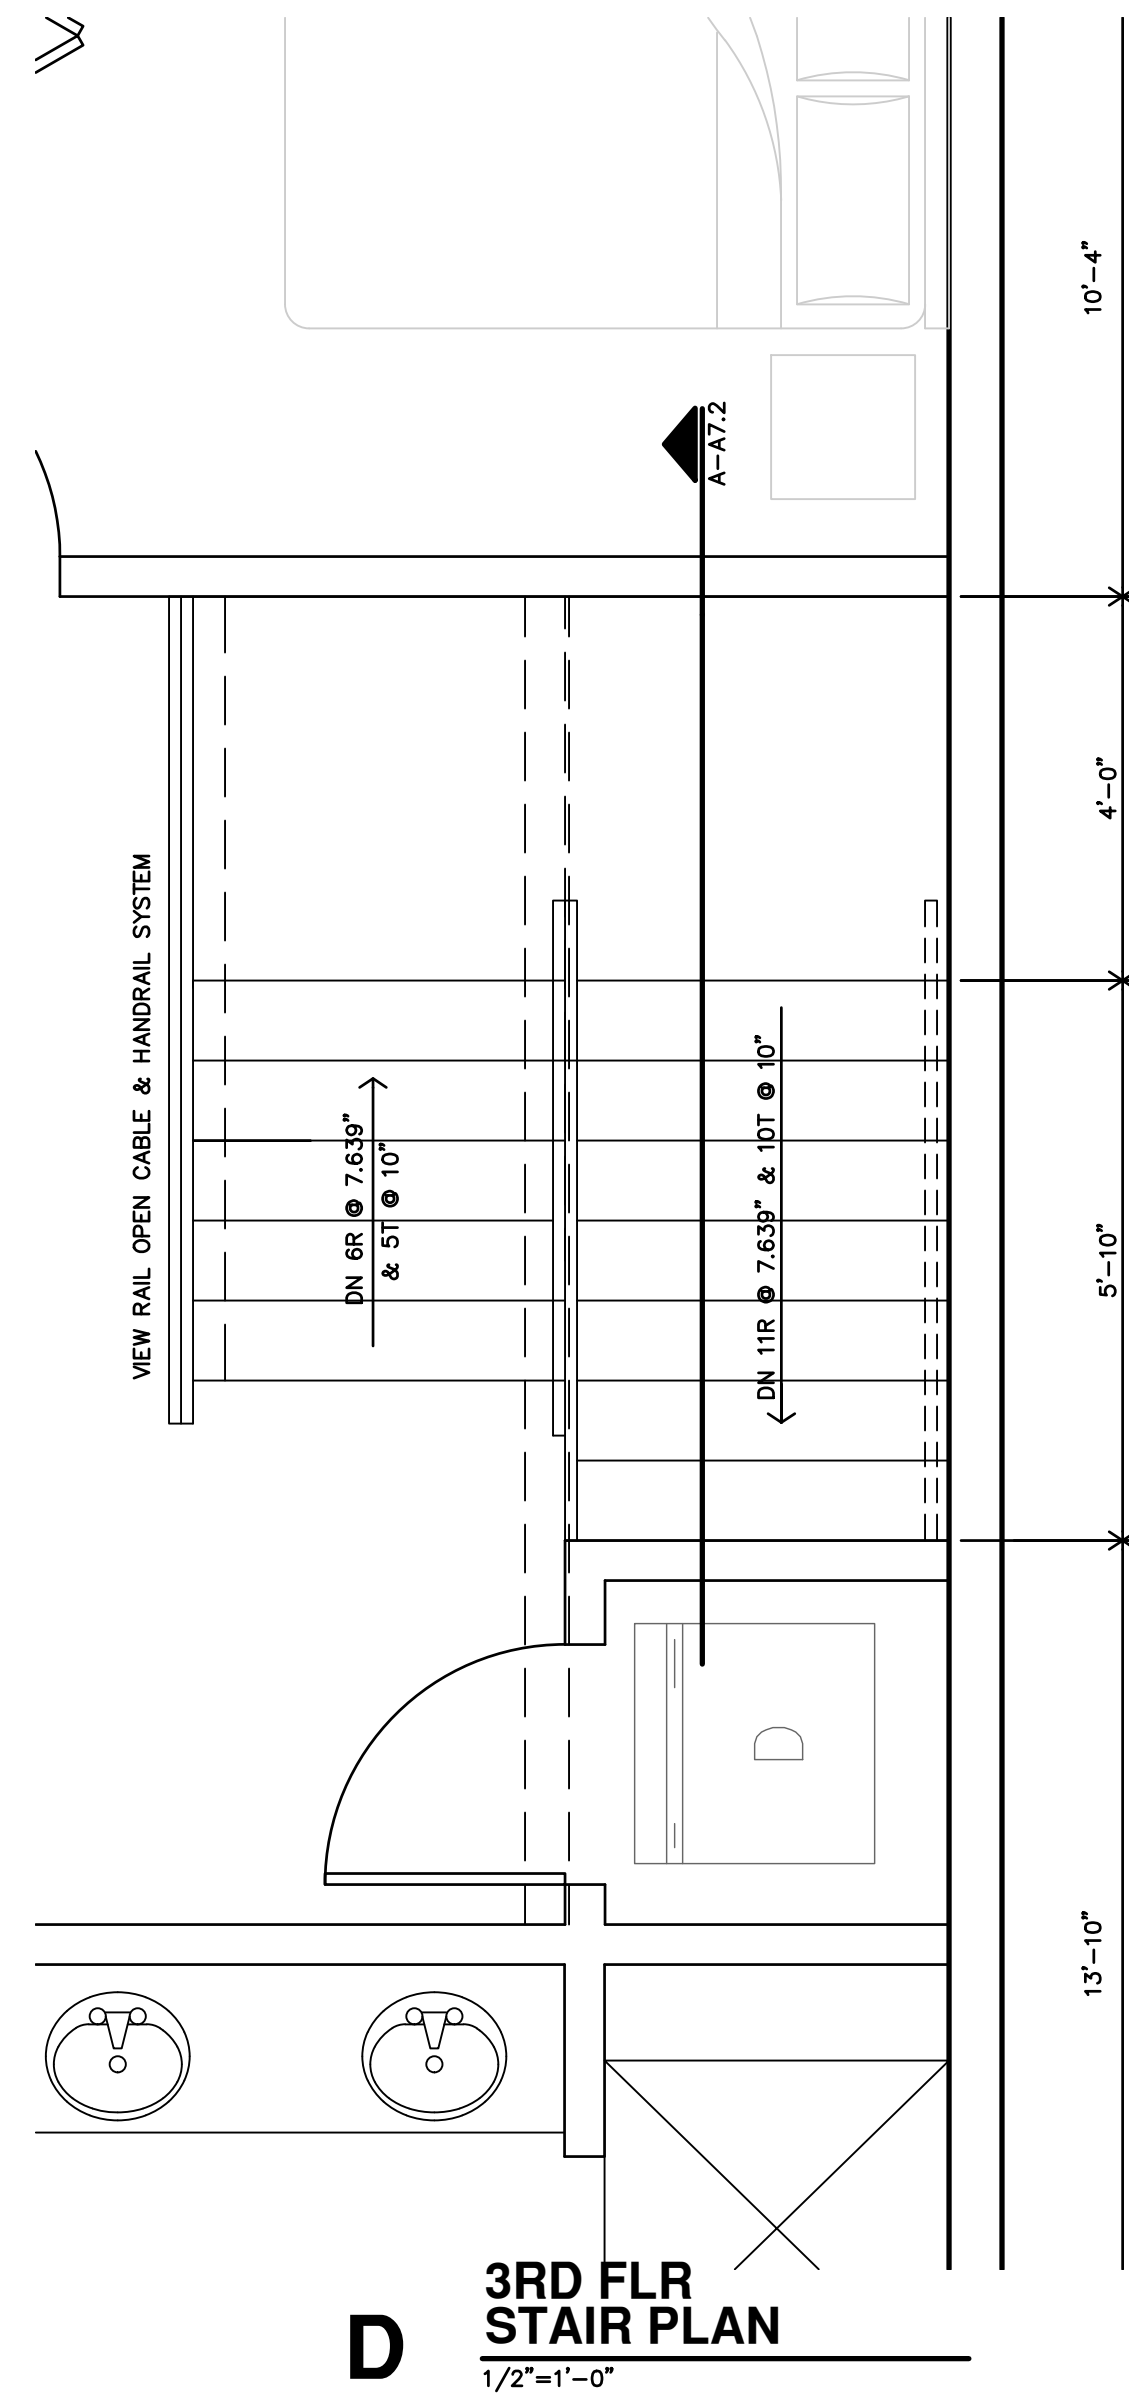 10'-4"
A-A7.2
4'-0"
VIEW RAIL OPEN CABLE & HANDRAIL SYSTEM
DN 6R @ 7.639"
& 5T @ 10"
DN 11R @ 7.639" & 10T @ 10"
5'-10"
D
13'-10"
D
3RD FLR
STAIR PLAN
1/2"=1'-0"